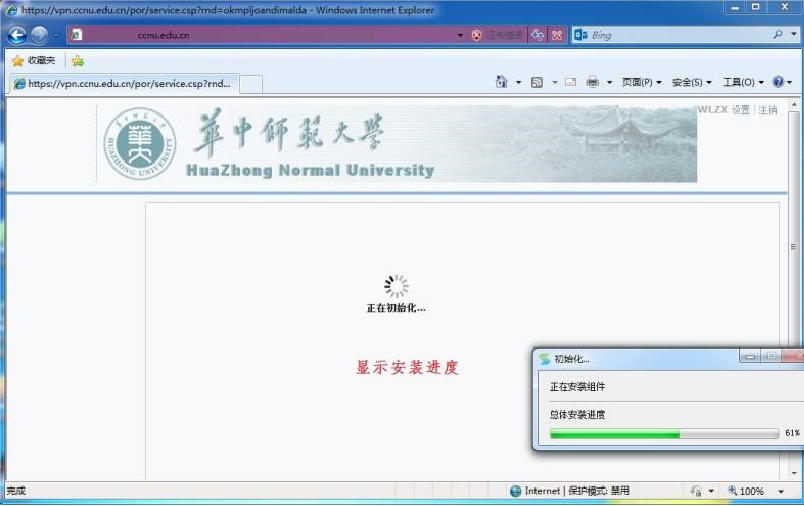 https://vpn.ccnu.edu.cn/por/service.csp?rnd=okmpljoandimalda - Windows Internet Explorer
ccnu.edu.cn
证书错误
Bing
收藏夹
https://vpn.ccnu.edu.cn/por/service.csp?rnd...
页面(P)
安全(S)
工具(O)
華中師範大學
HuaZhong Normal University
WLZX 设置 | 注销
正在初始化...
显示安装进度
初始化...
正在安装组件
总体安装进度
61%
完成
Internet | 保护模式: 禁用
100%